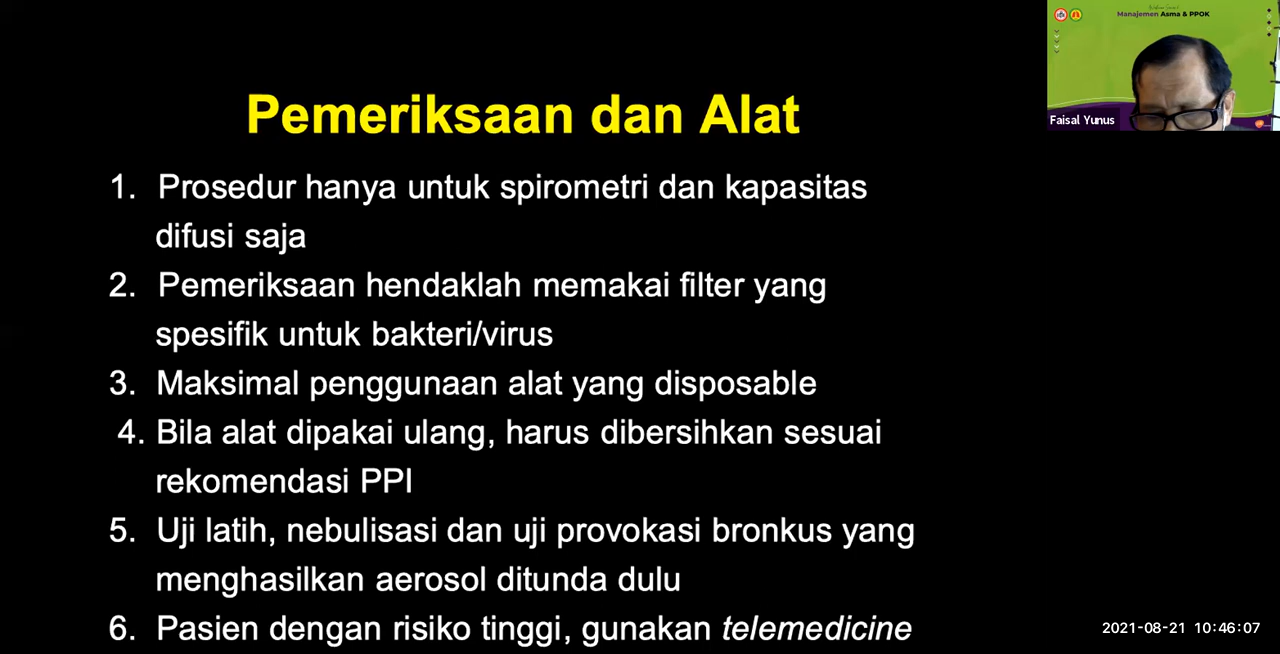 Manajemen Asma & PPOK
Faisal Yunus
Pemeriksaan dan Alat
1. Prosedur hanya untuk spirometri dan kapasitas
difusi saja
2. Pemeriksaan hendaklah memakai filter yang
spesifik untuk bakteri/virus
3. Maksimal penggunaan alat yang disposable
4. Bila alat dipakai ulang, harus dibersihkan sesuai
rekomendasi PPI
5. Uji latih, nebulisasi dan uji provokasi bronkus yang
menghasilkan aerosol ditunda dulu
6. Pasien dengan risiko tinggi, gunakan telemedicine
2021-08-21 10:46:07